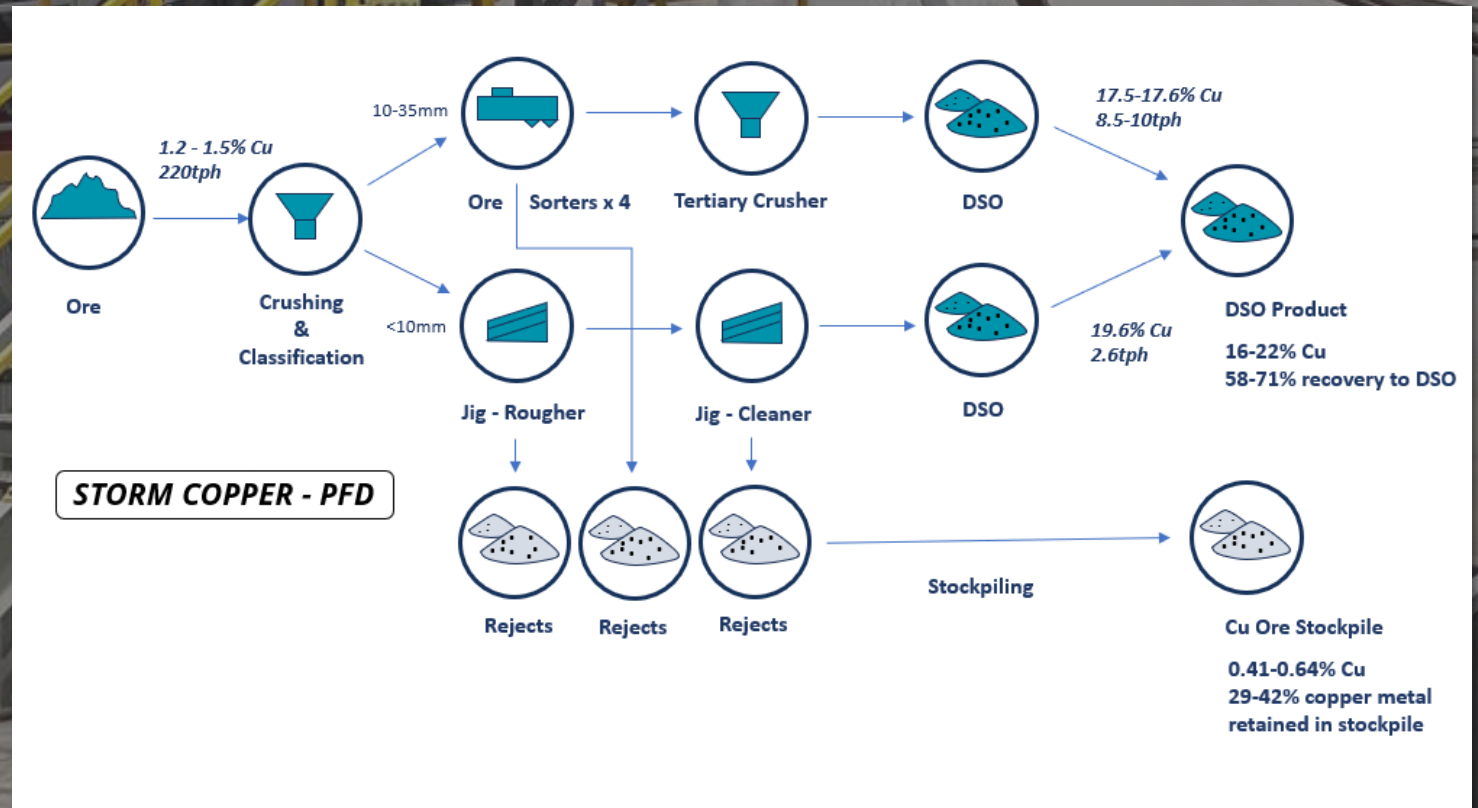 10-35mm
17.5-17.6% Cu
8.5-10tph
1.2 - 1.5% Cu
220tph
Ore Sorters x 4
Tertiary Crusher
DSO
Ore
Crushing
&
Classification
<10mm
DSO Product
16-22% Cu
58-71% recovery to DSO
19.6% Cu
2.6tph
Jig - Rougher
Jig - Cleaner
DSO
STORM COPPER - PFD
Rejects
Rejects
Rejects
Stockpiling
Cu Ore Stockpile
0.41-0.64% Cu
29-42% copper metal
retained in stockpile